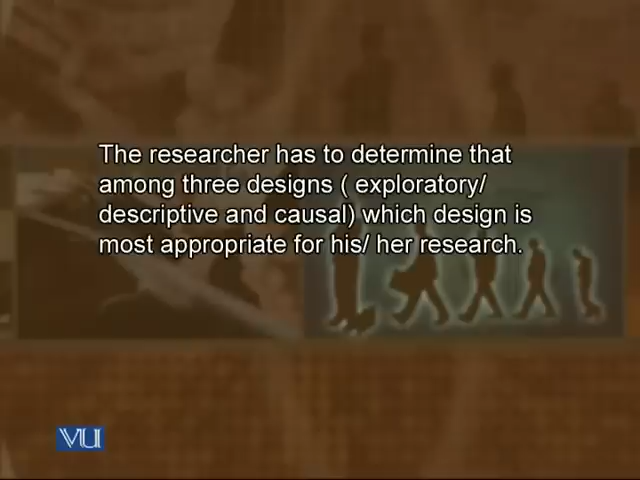 The researcher has to determine that
among three designs ( exploratory/
descriptive and causal) which design is
most appropriate for his/ her research.
VU